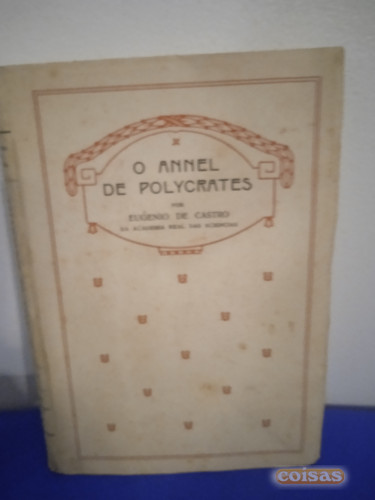 O ANNEL
DE POLYCRATES
POR
EUGENIO DE CASTRO
DA ACADEMIA REAL DAS SCIENCIAS
coisas